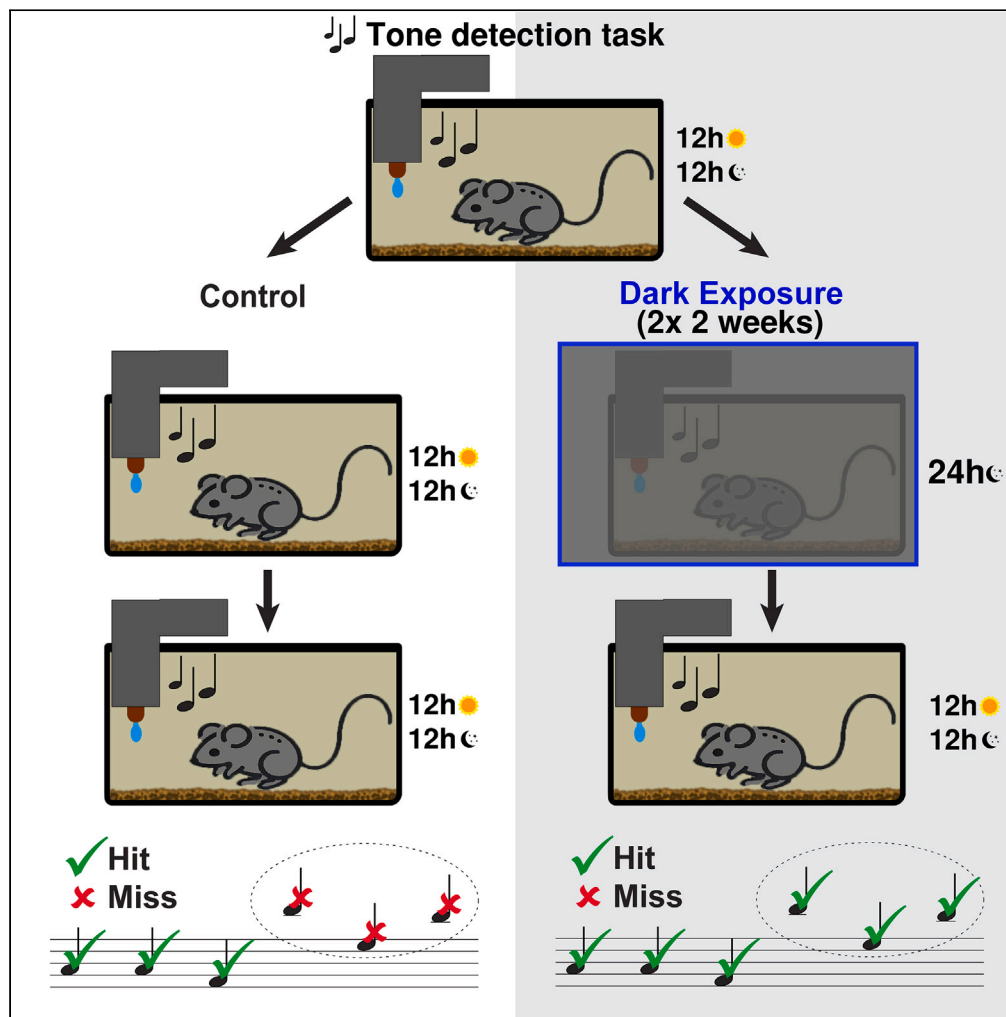 Tone detection task
12h
12h
Control
Dark Exposure
(2x 2 weeks)
12h
12h
24h
12h
12h
12h
12h
Hit
Miss
Hit
Miss